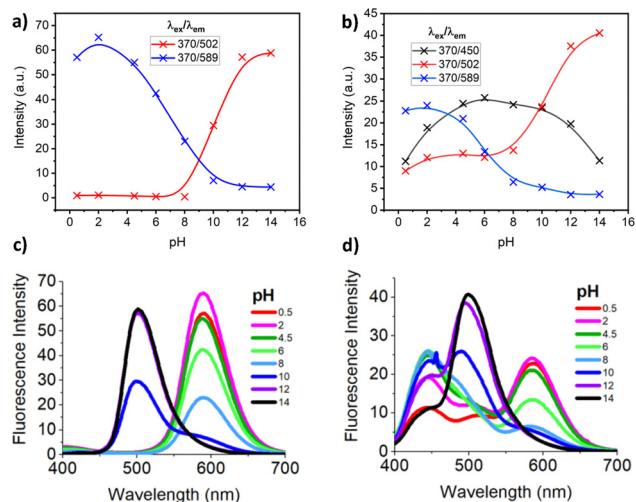 a)
λex/λem
370/502
370/589
Intensity (a.u.)
70
60
50
40
30
20
10
0
0 2 4 6 8 10 12 14 16
pH
b)
λex/λem
370/450
370/502
370/589
Intensity (a.u.)
45
40
35
30
25
20
15
10
5
0
0 2 4 6 8 10 12 14 16
pH
c)
Fluorescence Intensity
70
60
50
40
30
20
10
0
400 500 600 700
Wavelength (nm)
pH
0.5
2
4.5
6
8
10
12
14
d)
Fluorescence Intensity
40
30
20
10
0
400 500 600 700
Wavelength (nm)
pH
0.5
2
4.5
6
8
10
12
14